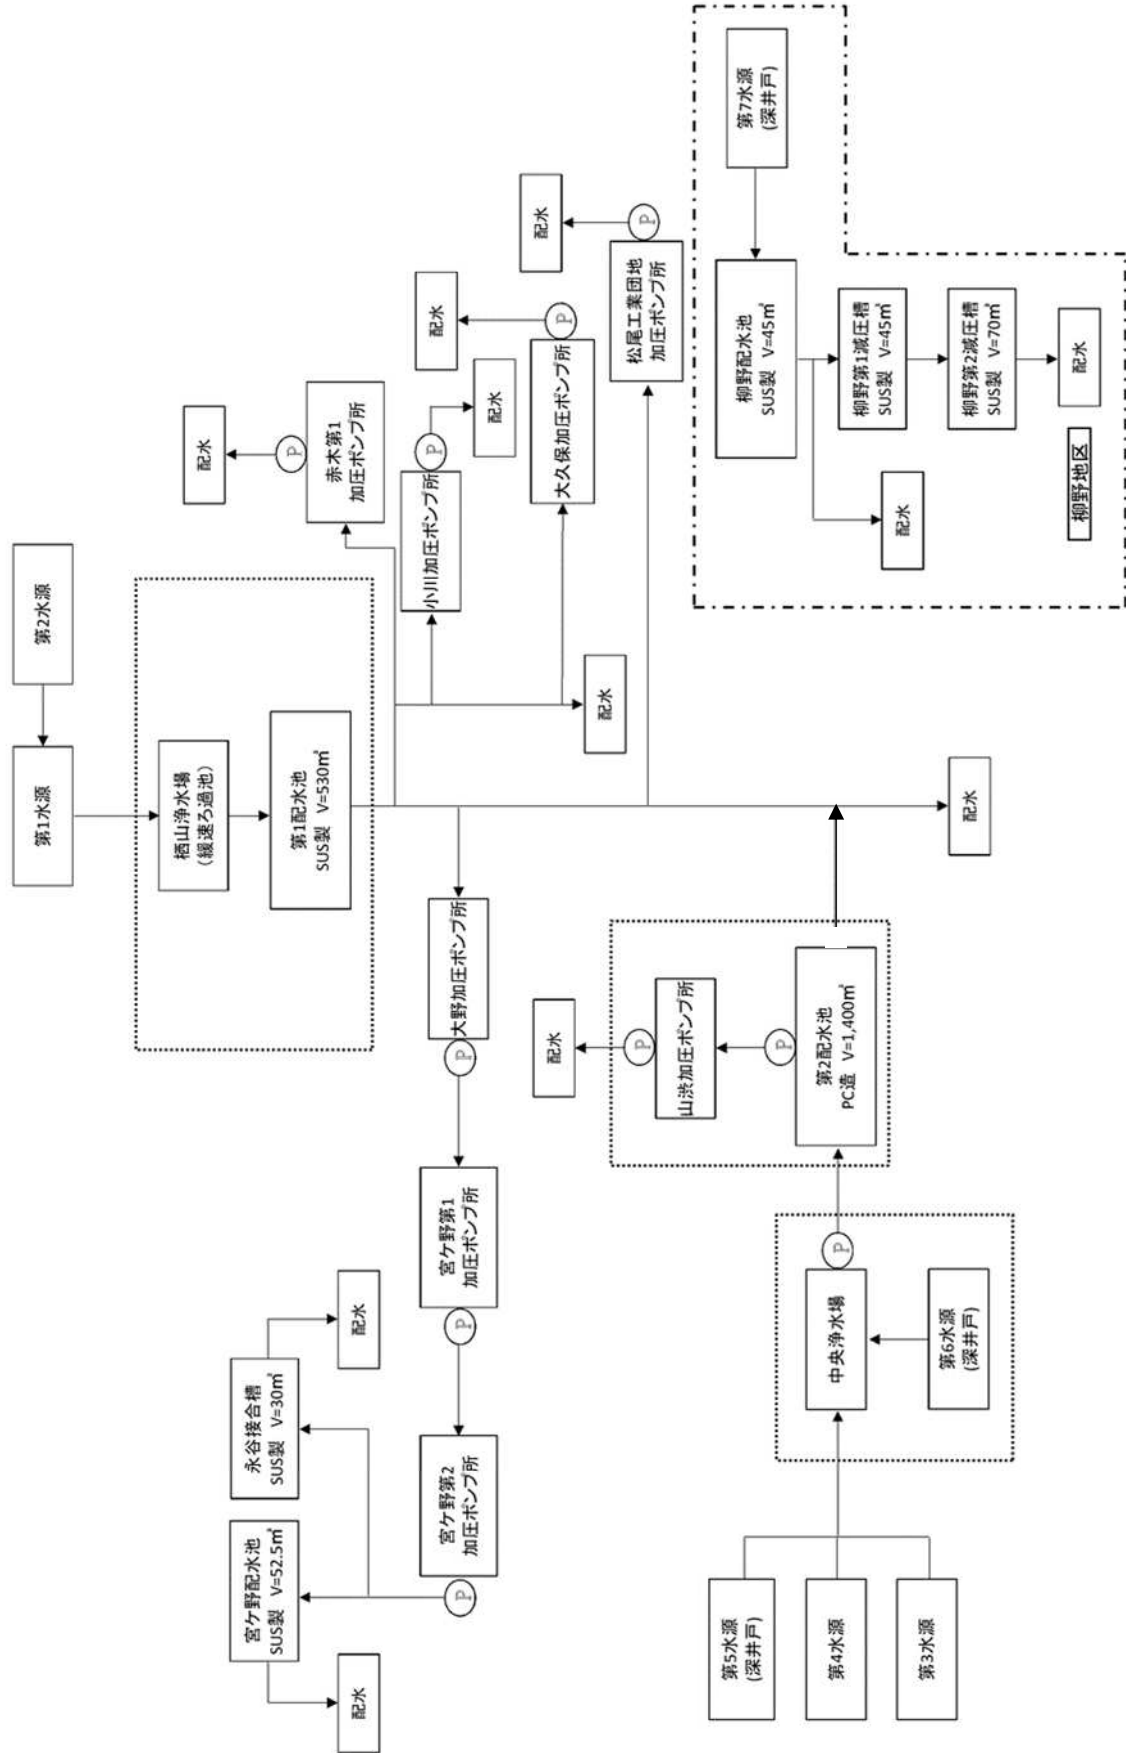 第1水源
第2水源
栖山浄水場
(緩速ろ過池)
配水
宮ケ野配水池
SUS製 V=52.5㎥
永谷接合槽
SUS製 V=30㎥
第1配水池
SUS製 V=530㎥
P
赤木第1
加圧ポンプ所
配水
配水
小川加圧ポンプ所
P
配水
配水
宮ケ野第2
加圧ポンプ所
P
宮ケ野第1
加圧ポンプ所
P
大野加圧ポンプ所
P
大久保加圧ポンプ所
P
配水
配水
配水
P
松尾工業団地
加圧ポンプ所
P
配水
山渋加圧ポンプ所
P
第2配水池
PC造 V=1,400㎥
第5水源
(深井戸)
第4水源
第3水源
中央浄水場
P
第6水源
(深井戸)
配水
第7水源
(深井戸)
柳野配水池
SUS製 V=45㎥
配水
柳野第1減圧槽
SUS製 V=45㎥
柳野第2減圧槽
SUS製 V=70㎥
配水
柳野地区